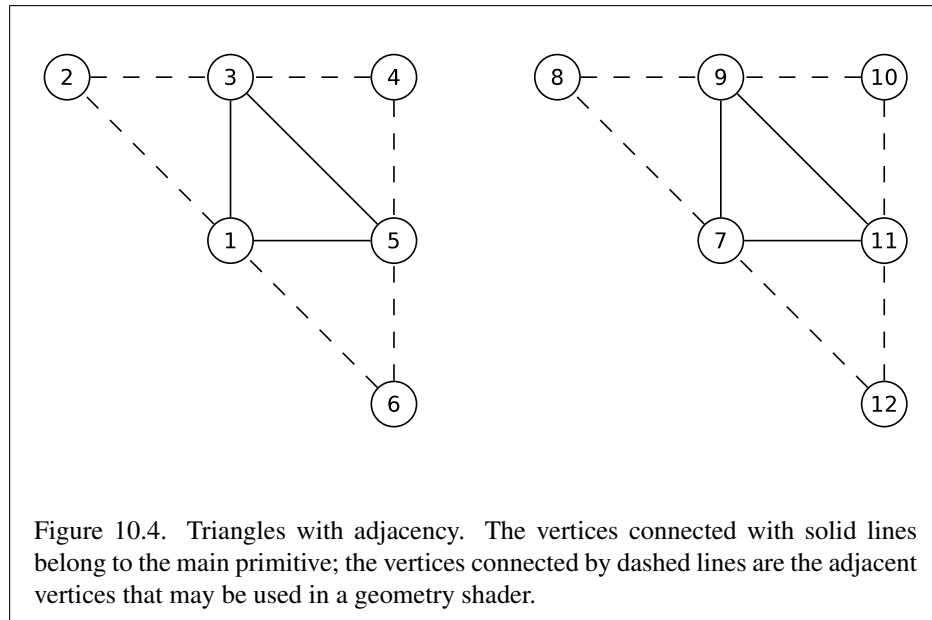 2 3 4 8 9 10
1 5 7 11
6 12
Figure 10.4. Triangles with adjacency. The vertices connected with solid lines
belong to the main primitive; the vertices connected by dashed lines are the adjacent
vertices that may be used in a geometry shader.